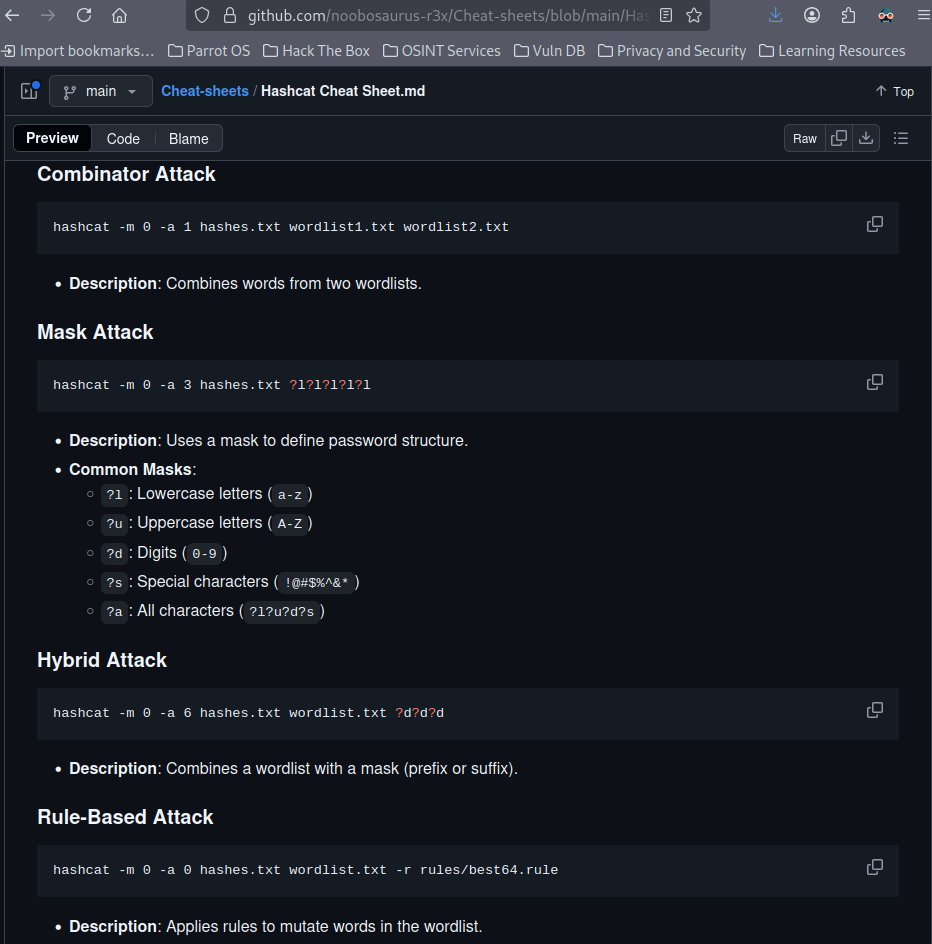 github.com/noobosaurus-r3x/Cheat-sheets/blob/main/Has
Import bookmarks... Parrot OS Hack The Box OSINT Services Vuln DB Privacy and Security Learning Resources
main Cheat-sheets / Hashcat Cheat Sheet.md Top
Preview Code Blame Raw
Combinator Attack
hashcat -m 0 -a 1 hashes.txt wordlist1.txt wordlist2.txt
• Description: Combines words from two wordlists.
Mask Attack
hashcat -m 0 -a 3 hashes.txt ?l?l?l?l?l
• Description: Uses a mask to define password structure.
• Common Masks:
○ ?l: Lowercase letters (a-z)
○ ?u: Uppercase letters (A-Z)
○ ?d: Digits (0-9)
○ ?s: Special characters (!@#$%^&*)
○ ?a: All characters (?l?u?d?s)
Hybrid Attack
hashcat -m 0 -a 6 hashes.txt wordlist.txt ?d?d?d
• Description: Combines a wordlist with a mask (prefix or suffix).
Rule-Based Attack
hashcat -m 0 -a 0 hashes.txt wordlist.txt -r rules/best64.rule
• Description: Applies rules to mutate words in the wordlist.